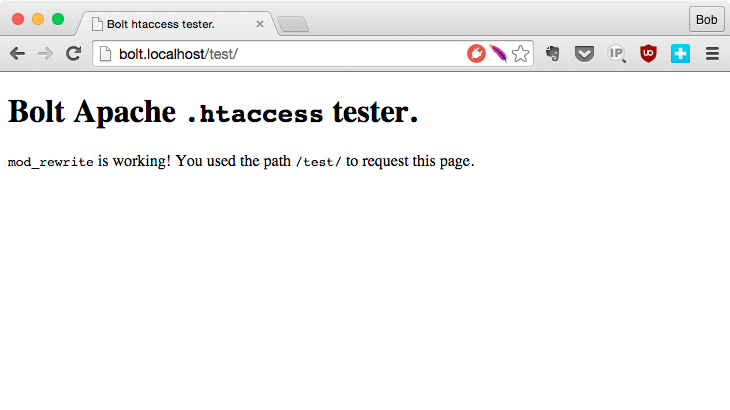 Bolt htaccess tester.
Bob
bolt.localhost/test/
IP
UO
Bolt Apache .htaccess tester.
mod_rewrite is working! You used the path /test/ to request this page.